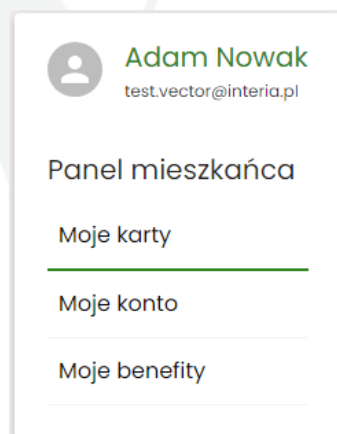 Adam Nowak
test.vector@interia.pl
Panel mieszkańca
Moje karty
Moje konto
Moje benefity